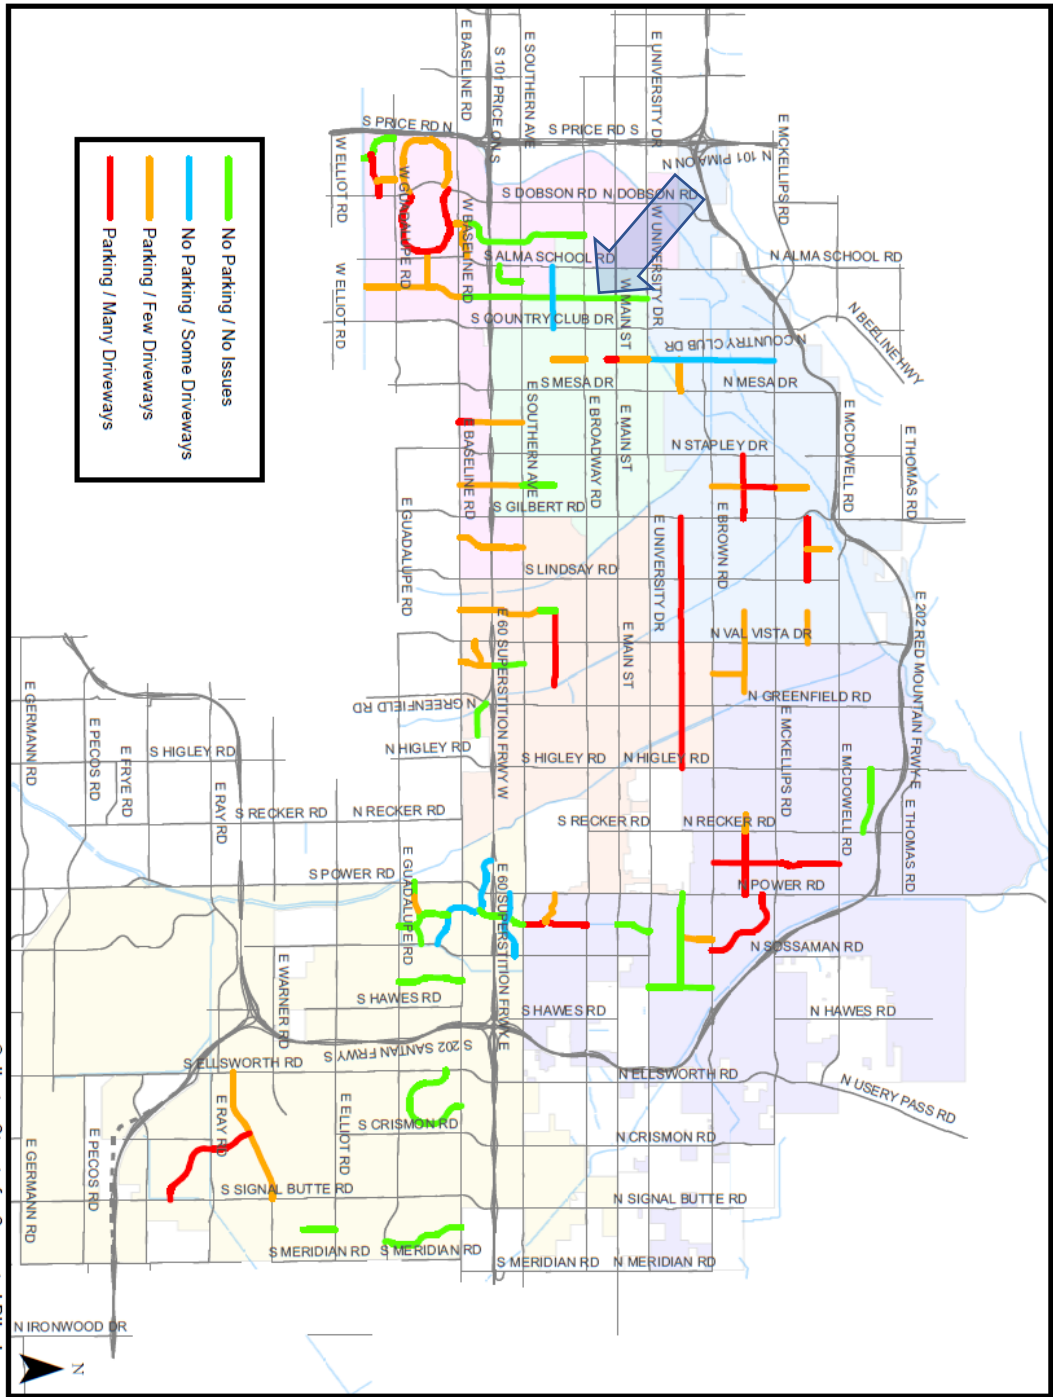 E BASELINE RD
S 101 PRICE ON S
E SOUTHERN AVE
E UNIVERSITY DR
E MCKELLIPS RD
S PRICE RD N
S PRICE RD S
N 101 PIMA ON N
W ELLIOT RD
W GUADALUPE RD
W BASELINE RD
S DOBSON RD
N DOBSON RD
W UNIVERSITY DR
S ALMA SCHOOL RD
N ALMA SCHOOL RD
W ELLIOT RD
W MAIN ST
S COUNTRY CLUB DR
N COUNTRY CLUB DR
N BEELINE HWY
S MESA DR
N MESA DR
E SOUTHERN AVE
E BROADWAY RD
E MAIN ST
E MCDOWELL RD
E THOMAS RD
N STAPLEY DR
E BASELINE RD
S GILBERT RD
E GUADALUPE RD
E UNIVERSITY DR
E BROWN RD
S LINDSAY RD
E 202 RED MOUNTAIN FRWY E
E 60 SUPERSTITION FRWY W
E MAIN ST
N VAL VISTA DR
N GREENFIELD RD
N GREENFIELD RD
E MCKELLIPS RD
E GERMANN RD
E PECOS RD
E FRYE RD
S HIGLEY RD
N HIGLEY RD
S HIGLEY RD
N HIGLEY RD
E MCDOWELL RD
E THOMAS RD
E RAY RD
S RECKER RD
N RECKER RD
S RECKER RD
N RECKER RD
S POWER RD
E GUADALUPE RD
E 60 SUPERSTITION FRWY E
N POWER RD
N SOSSAMAN RD
E WARNER RD
S HAWES RD
S HAWES RD
N HAWES RD
S 202 SANTAN FRWY S
S ELLSWORTH RD
N ELLSWORTH RD
N USERY PASS RD
E RAY RD
E ELLIOT RD
S CRISMON RD
N CRISMON RD
E GERMANN RD
E PECOS RD
S SIGNAL BUTTE RD
N SIGNAL BUTTE RD
S MERIDIAN RD
S MERIDIAN RD
S MERIDIAN RD
N MERIDIAN RD
N IRONWOOD DR
N
No Parking / No Issues
No Parking / Some Driveways
Parking / Few Driveways
Parking / Many Driveways